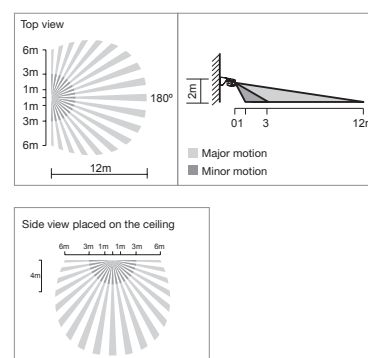 Top view
6m
3m
1m
1m
3m
6m
180º
12m
2m
01 3 12m
Major motion
Minor motion
Side view placed on the ceiling
6m 3m 1m 1m 3m 6m
4m